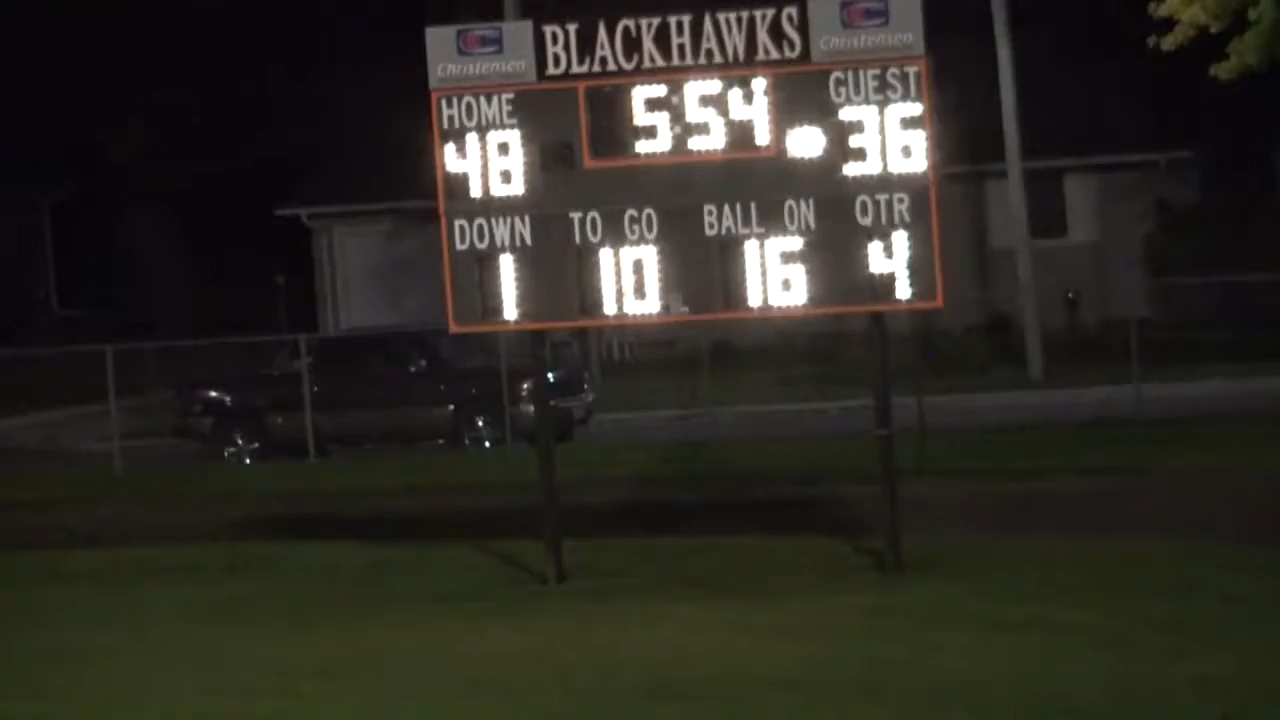 Christensen BLACKHAWKS Christensen
HOME 5:54 GUEST
48 36
DOWN TO GO BALL ON QTR
1 10 16 4